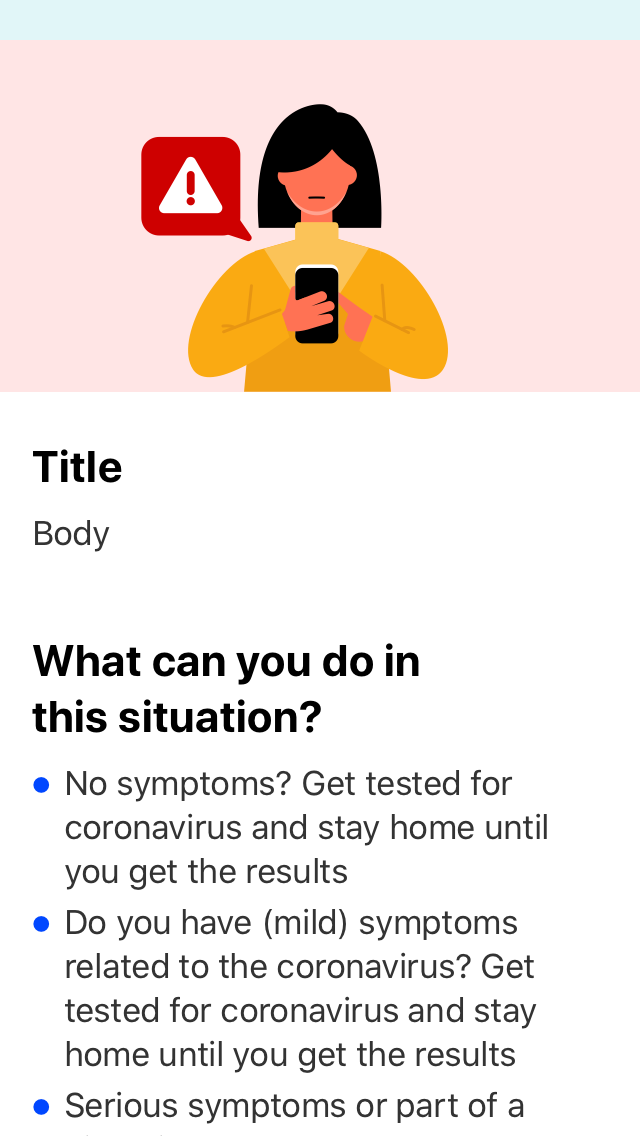 Title
Body
What can you do in
this situation?
No symptoms? Get tested for
coronavirus and stay home until
you get the results
Do you have (mild) symptoms
related to the coronavirus? Get
tested for coronavirus and stay
home until you get the results
Serious symptoms or part of a